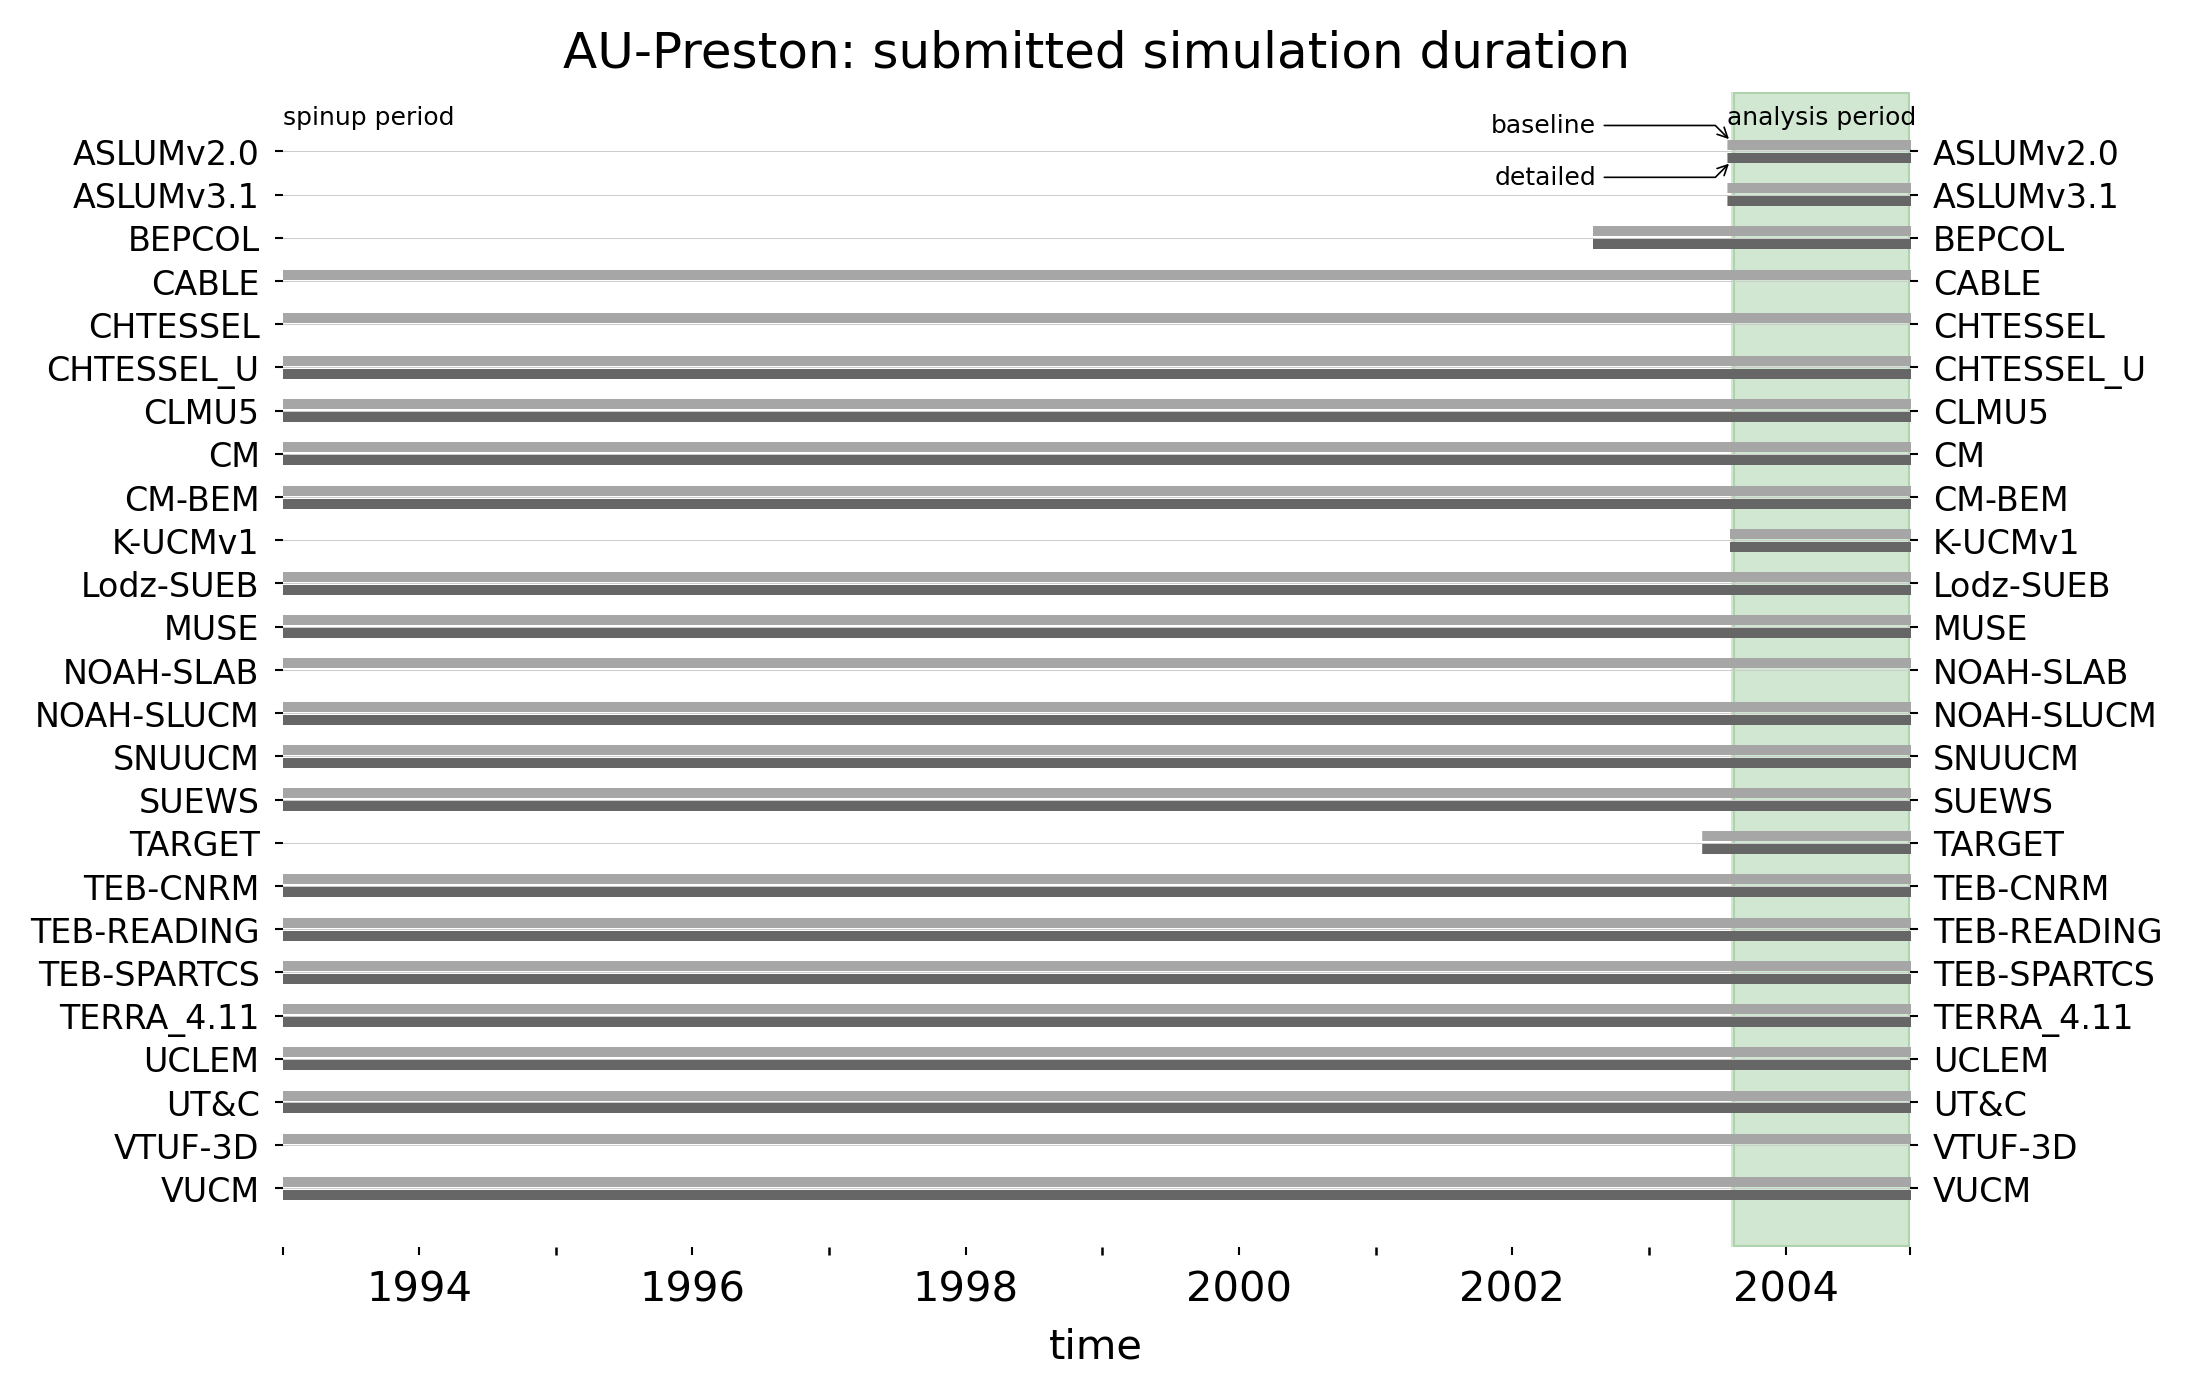 AU-Preston: submitted simulation duration
spinup period
analysis period
baseline
detailed
ASLUMv2.0 ASLUMv2.0
ASLUMv3.1 ASLUMv3.1
BEPCOL BEPCOL
CABLE CABLE
CHTESSEL CHTESSEL
CHTESSEL_U CHTESSEL_U
CLMU5 CLMU5
CM CM
CM-BEM CM-BEM
K-UCMv1 K-UCMv1
Lodz-SUEB Lodz-SUEB
MUSE MUSE
NOAH-SLAB NOAH-SLAB
NOAH-SLUCM NOAH-SLUCM
SNUUCM SNUUCM
SUEWS SUEWS
TARGET TARGET
TEB-CNRM TEB-CNRM
TEB-READING TEB-READING
TEB-SPARTCS TEB-SPARTCS
TERRA_4.11 TERRA_4.11
UCLEM UCLEM
UT&C UT&C
VTUF-3D VTUF-3D
VUCM VUCM
1994 1996 1998 2000 2002 2004
time